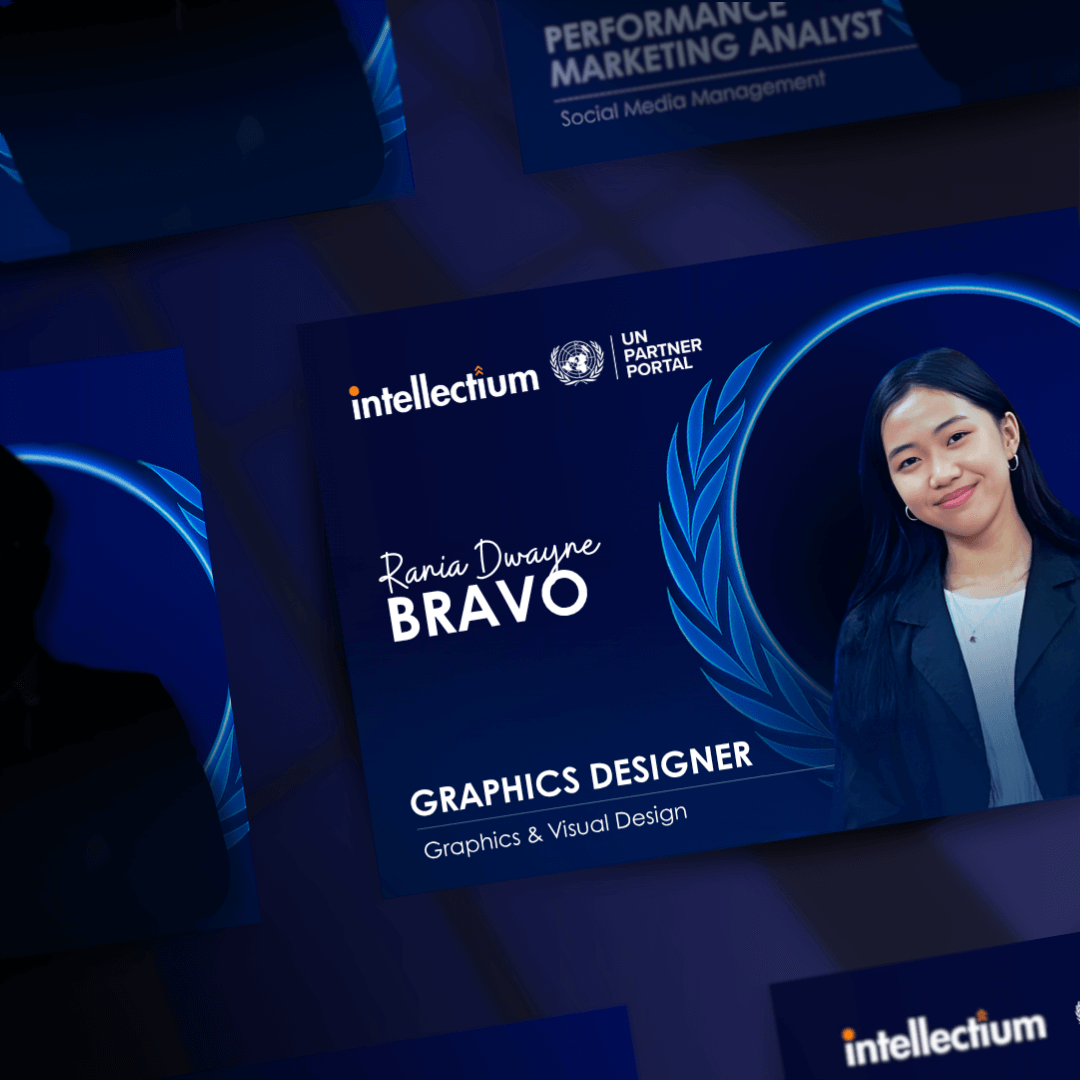 PERFORMANCE
MARKETING ANALYST
Social Media Management
intellectium
UN
PARTNER
PORTAL
Rania Dwayne
BRAVO
GRAPHICS DESIGNER
Graphics & Visual Design
intellectium